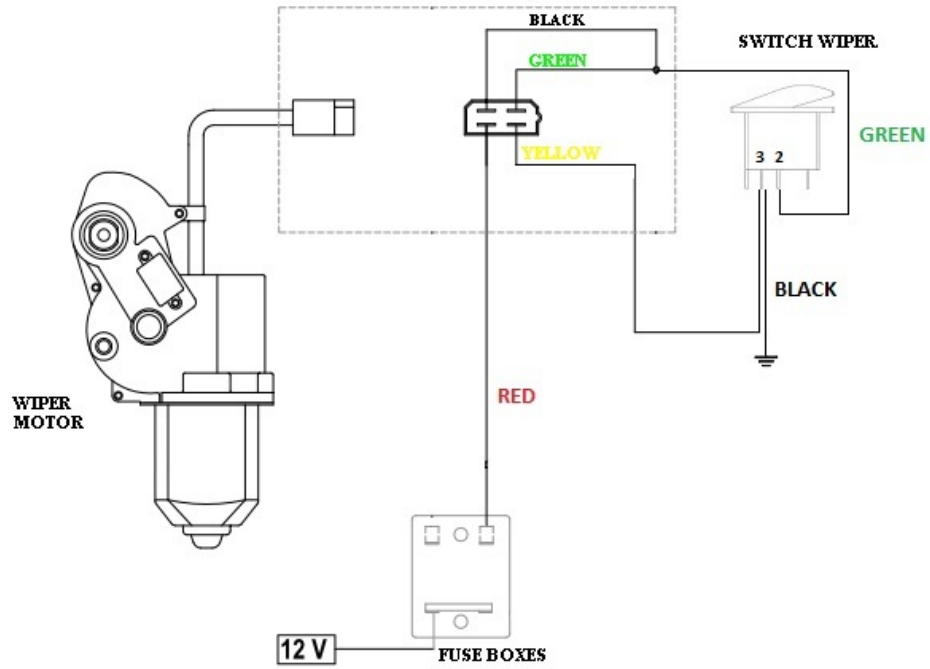 BLACK
SWITCH WIPER.
GREEN
GREEN
YELLOW
3 2
BLACK
RED
WIPER
MOTOR
12 V
FUSE BOXES